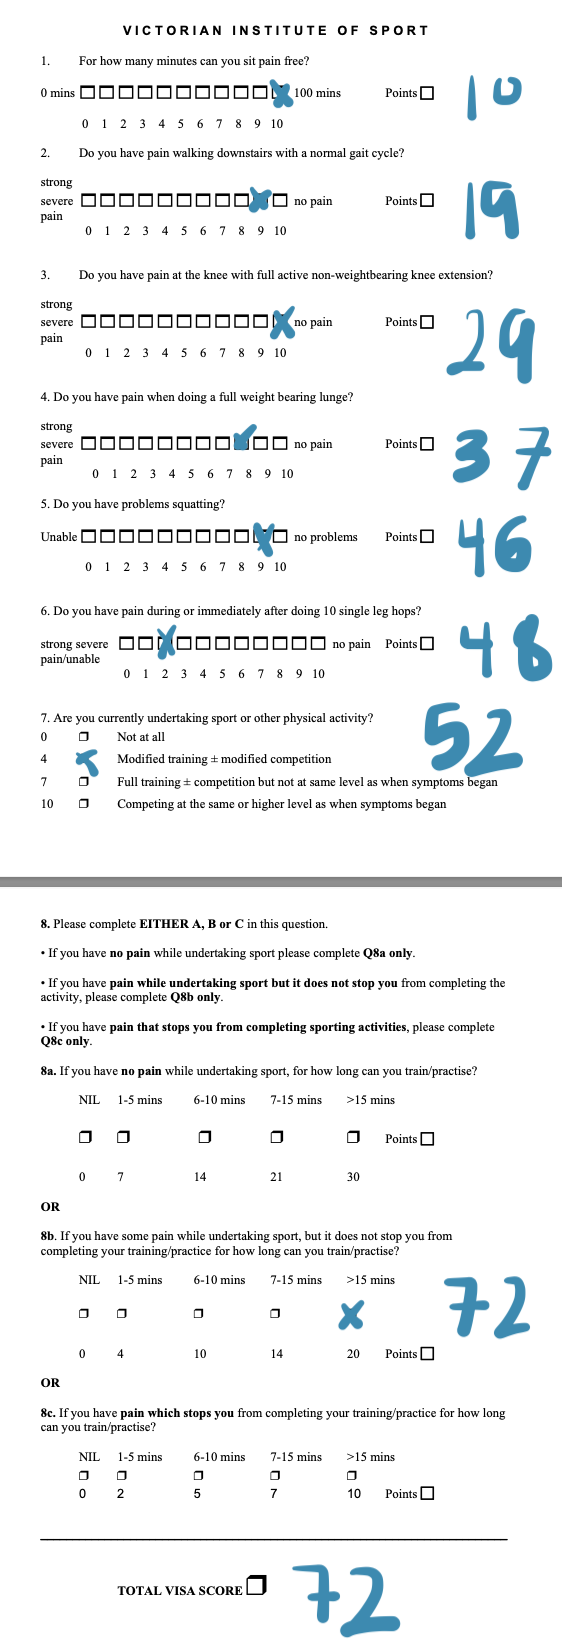 VICTORIAN INSTITUTE OF SPORT
1. For how many minutes can you sit pain free?
0 mins 100 mins Points 10
0 1 2 3 4 5 6 7 8 9 10
2. Do you have pain walking downstairs with a normal gait cycle?
strong
severe no pain Points 19
pain
0 1 2 3 4 5 6 7 8 9 10
3. Do you have pain at the knee with full active non-weightbearing knee extension?
strong
severe no pain Points 29
pain
0 1 2 3 4 5 6 7 8 9 10
4. Do you have pain when doing a full weight bearing lunge?
strong
severe no pain Points 37
pain
0 1 2 3 4 5 6 7 8 9 10
5. Do you have problems squatting?
Unable no problems Points 46
0 1 2 3 4 5 6 7 8 9 10
6. Do you have pain during or immediately after doing 10 single leg hops?
strong severe no pain Points 48
pain/unable
0 1 2 3 4 5 6 7 8 9 10
7. Are you currently undertaking sport or other physical activity?
0 Not at all 52
4 Modified training ± modified competition
7 Full training ± competition but not at same level as when symptoms began
10 Competing at the same or higher level as when symptoms began
8. Please complete EITHER A, B or C in this question.
• If you have no pain while undertaking sport please complete Q8a only.
• If you have pain while undertaking sport but it does not stop you from completing the
activity, please complete Q8b only.
• If you have pain that stops you from completing sporting activities, please complete
Q8c only.
8a. If you have no pain while undertaking sport, for how long can you train/practise?
NIL 1-5 mins 6-10 mins 7-15 mins >15 mins
Points
0 7 14 21 30
OR
8b. If you have some pain while undertaking sport, but it does not stop you from
completing your training/practice for how long can you train/practise?
NIL 1-5 mins 6-10 mins 7-15 mins >15 mins
72
0 4 10 14 20 Points
OR
8c. If you have pain which stops you from completing your training/practice for how long
can you train/practise?
NIL 1-5 mins 6-10 mins 7-15 mins >15 mins
0 2 5 7 10 Points
TOTAL VISA SCORE 72